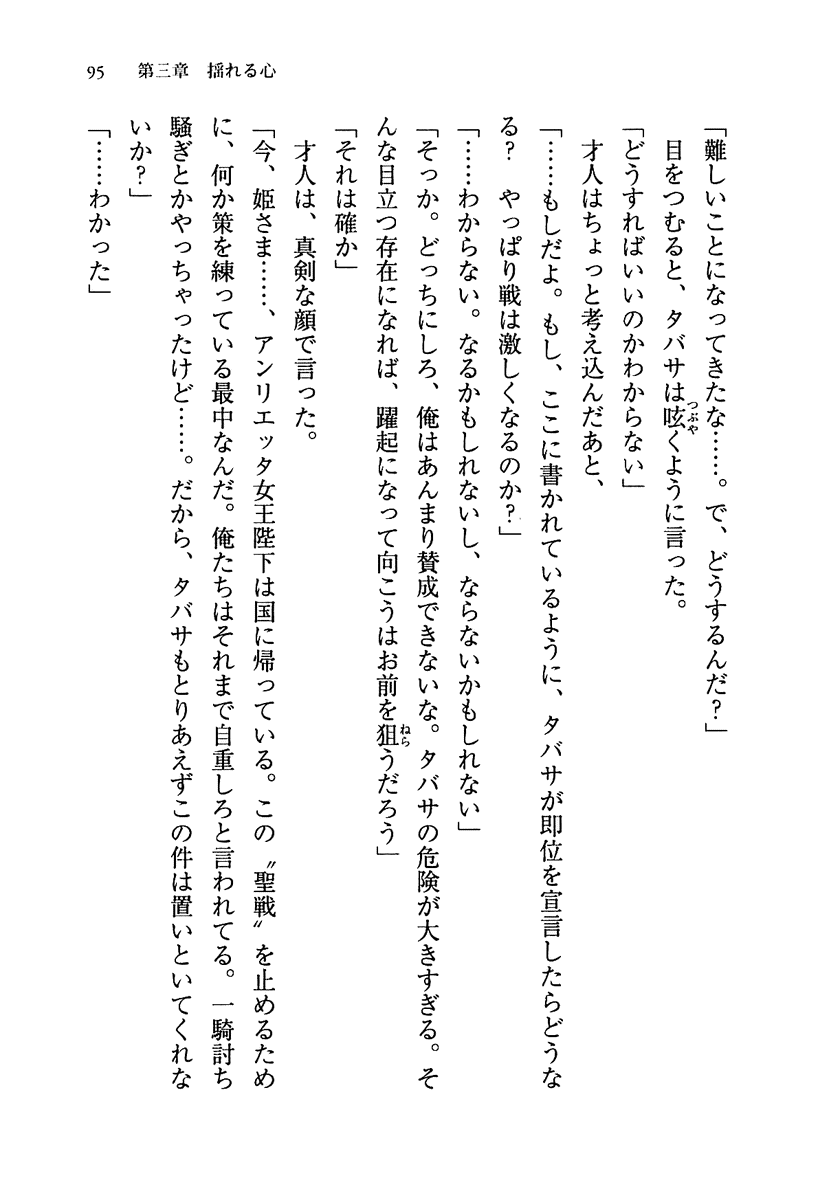 95　第三章　揺れる心
「難しいことになってきたな……。で、どうするんだ?」
　目をつむると、タバサは呟くように言った。
「どうすればいいのかわからない」
　才人はちょっと考え込んだあと、
「……もしだよ。もし、ここに書かれているように、タバサが即位を宣言したらどうな
る?　やっぱり戦は激しくなるのか?」
「……わからない。なるかもしれないし、ならないかもしれない」
「そっか。どっちにしろ、俺はあんまり賛成できないな。タバサの危険が大きすぎる。そ
んな目立つ存在になれば、躍起になって向こうはお前を狙うだろう」
「それは確か」
　才人は、真剣な顔で言った。
「今、姫さま……、アンリエッタ女王陛下は国に帰っている。この〝聖戦〟を止めるため
に、何か策を練っている最中なんだ。俺たちはそれまで自重しろと言われてる。一騎討ち
騒ぎとかやっちゃったけど……。だから、タバサもとりあえずこの件は置いといてくれな
いか?」
「……わかった」